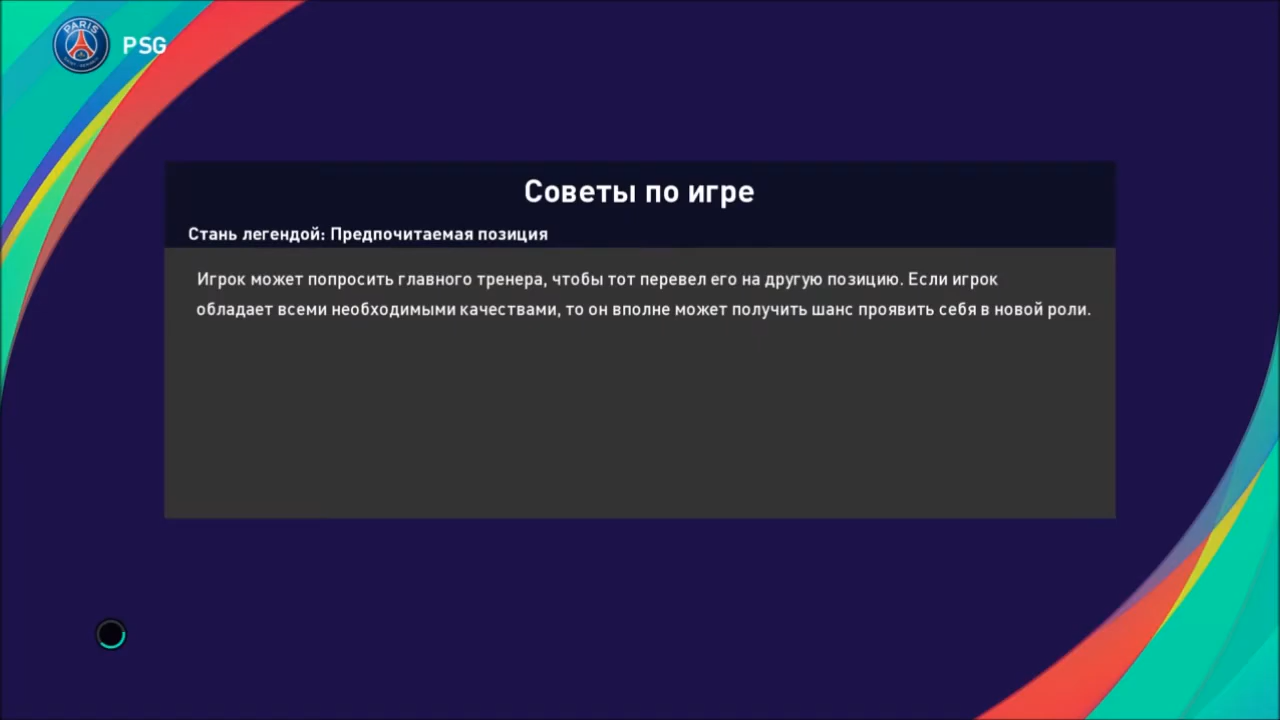 PARIS
PSG
Советы по игре
Стань легендой: Предпочитаемая позиция
Игрок может попросить главного тренера, чтобы тот перевел его на другую позицию. Если игрок
обладает всеми необходимыми качествами, то он вполне может получить шанс проявить себя в новой роли.